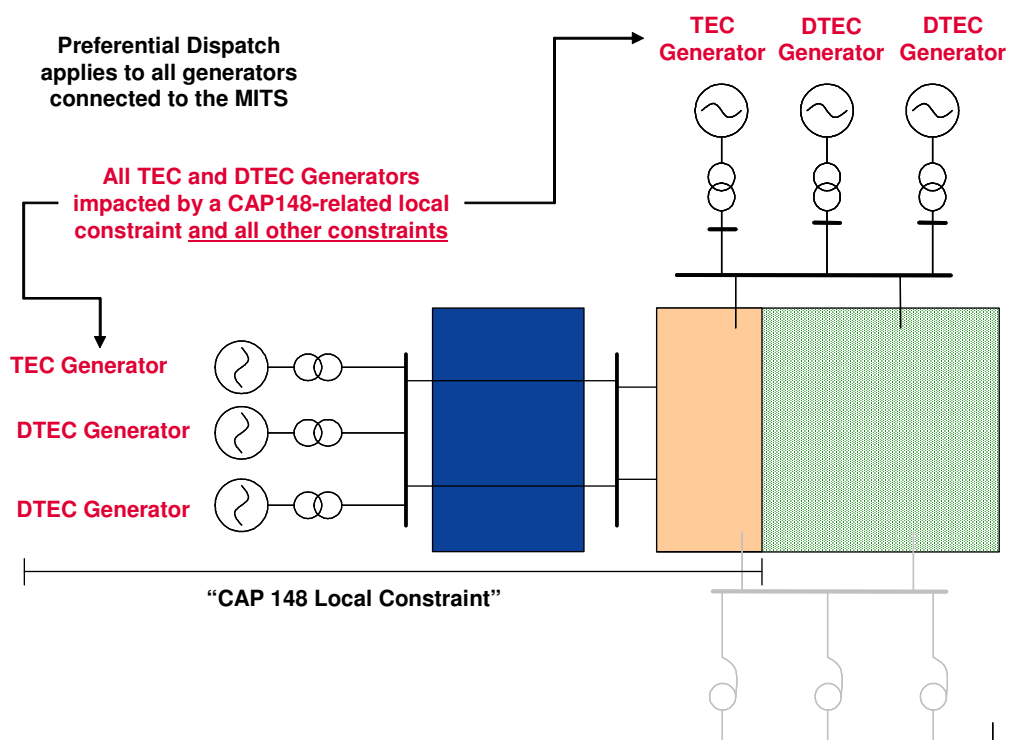 Preferential Dispatch
applies to all generators
connected to the MITS
TEC
Generator
DTEC
Generator
DTEC
Generator
All TEC and DTEC Generators
impacted by a CAP148-related local
constraint and all other constraints
TEC Generator
DTEC Generator
DTEC Generator
“CAP 148 Local Constraint”